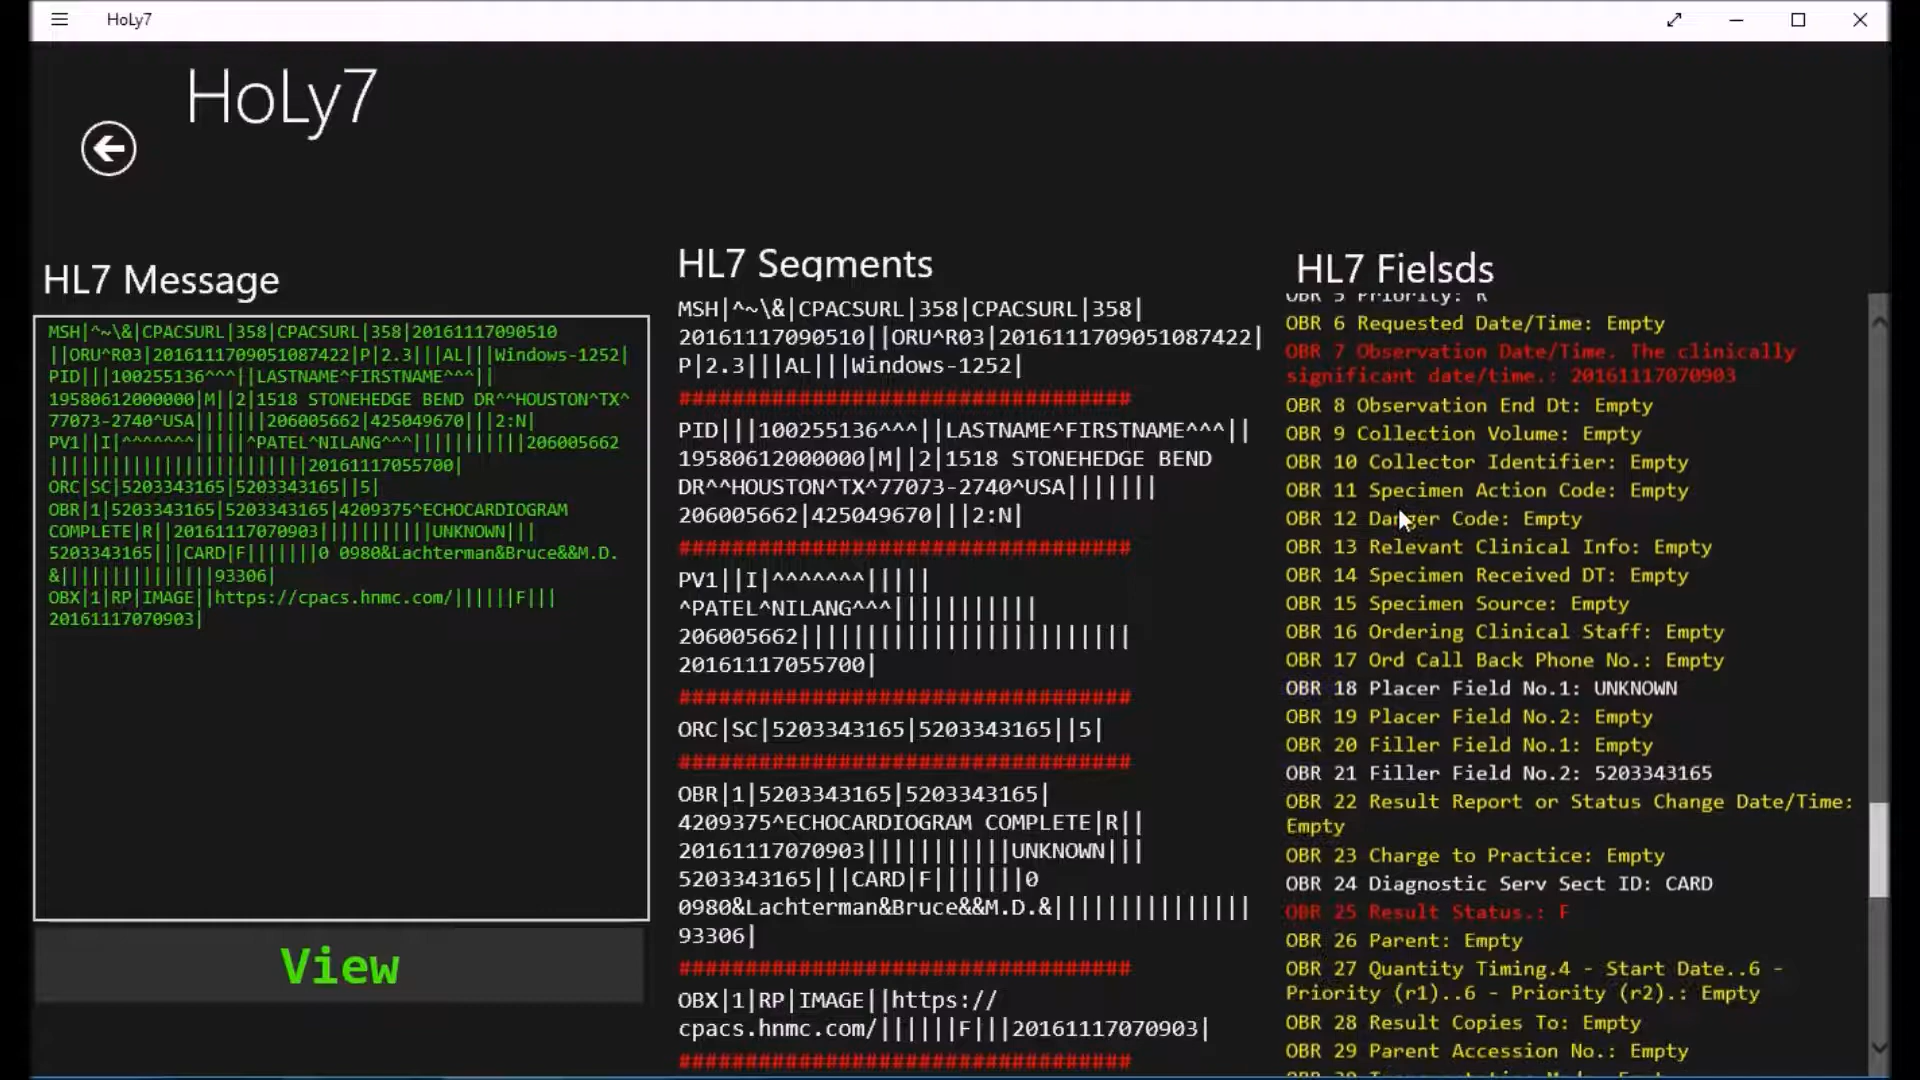 HoLy7
HoLy7
HL7 Message
MSH|^~\&|CPACSURL|358|CPACSURL|358|20161117090510
||ORU^R03|2016111709051087422|P|2.3|||AL|||Windows-1252|
PID|||100255136^^^||LASTNAME^FIRSTNAME^^^||
19580612000000|M||2|1518 STONEHEDGE BEND DR^^HOUSTON^TX^
77073-2740^USA|||||||206005662|425049670|||2:N|
PV1||I|^^^^^^^|||||^PATEL^NILANG^^^|||||||||||206005662
|||||||||||||||||||||||||20161117055700|
ORC|SC|5203343165|5203343165||5|
OBR|1|5203343165|5203343165|4209375^ECHOCARDIOGRAM
COMPLETE|R||20161117070903|||||||||||UNKNOWN|||
5203343165|||CARD|F|||||||0 0980&Lachterman&Bruce&&M.D.
&|||||||||||||||93306|
OBX|1|RP|IMAGE||https://cpacs.hnmc.com/||||||F|||
20161117070903|
View
HL7 Segments
MSH|^~\&|CPACSURL|358|CPACSURL|358|
20161117090510||ORU^R03|2016111709051087422|
P|2.3|||AL|||Windows-1252|
######################################
PID|||100255136^^^||LASTNAME^FIRSTNAME^^^||
19580612000000|M||2|1518 STONEHEDGE BEND
DR^^HOUSTON^TX^77073-2740^USA|||||||
206005662|425049670|||2:N|
######################################
PV1||I|^^^^^^^|||||
^PATEL^NILANG^^^|||||||||||
206005662|||||||||||||||||||||||||
20161117055700|
######################################
ORC|SC|5203343165|5203343165||5|
######################################
OBR|1|5203343165|5203343165|
4209375^ECHOCARDIOGRAM COMPLETE|R||
20161117070903|||||||||||UNKNOWN|||
5203343165|||CARD|F|||||||0
0980&Lachterman&Bruce&&M.D.&|||||||||||||||
93306|
######################################
OBX|1|RP|IMAGE||https://
cpacs.hnmc.com/||||||F|||20161117070903|
######################################
HL7 Fielsds
OBR 5 Priority: R
OBR 6 Requested Date/Time: Empty
OBR 7 Observation Date/Time. The clinically
significant date/time.: 20161117070903
OBR 8 Observation End Dt: Empty
OBR 9 Collection Volume: Empty
OBR 10 Collector Identifier: Empty
OBR 11 Specimen Action Code: Empty
OBR 12 Danger Code: Empty
OBR 13 Relevant Clinical Info: Empty
OBR 14 Specimen Received DT: Empty
OBR 15 Specimen Source: Empty
OBR 16 Ordering Clinical Staff: Empty
OBR 17 Ord Call Back Phone No.: Empty
OBR 18 Placer Field No.1: UNKNOWN
OBR 19 Placer Field No.2: Empty
OBR 20 Filler Field No.1: Empty
OBR 21 Filler Field No.2: 5203343165
OBR 22 Result Report or Status Change Date/Time:
Empty
OBR 23 Charge to Practice: Empty
OBR 24 Diagnostic Serv Sect ID: CARD
OBR 25 Result Status.: F
OBR 26 Parent: Empty
OBR 27 Quantity Timing.4 - Start Date..6 -
Priority (r1)..6 - Priority (r2).: Empty
OBR 28 Result Copies To: Empty
OBR 29 Parent Accession No.: Empty